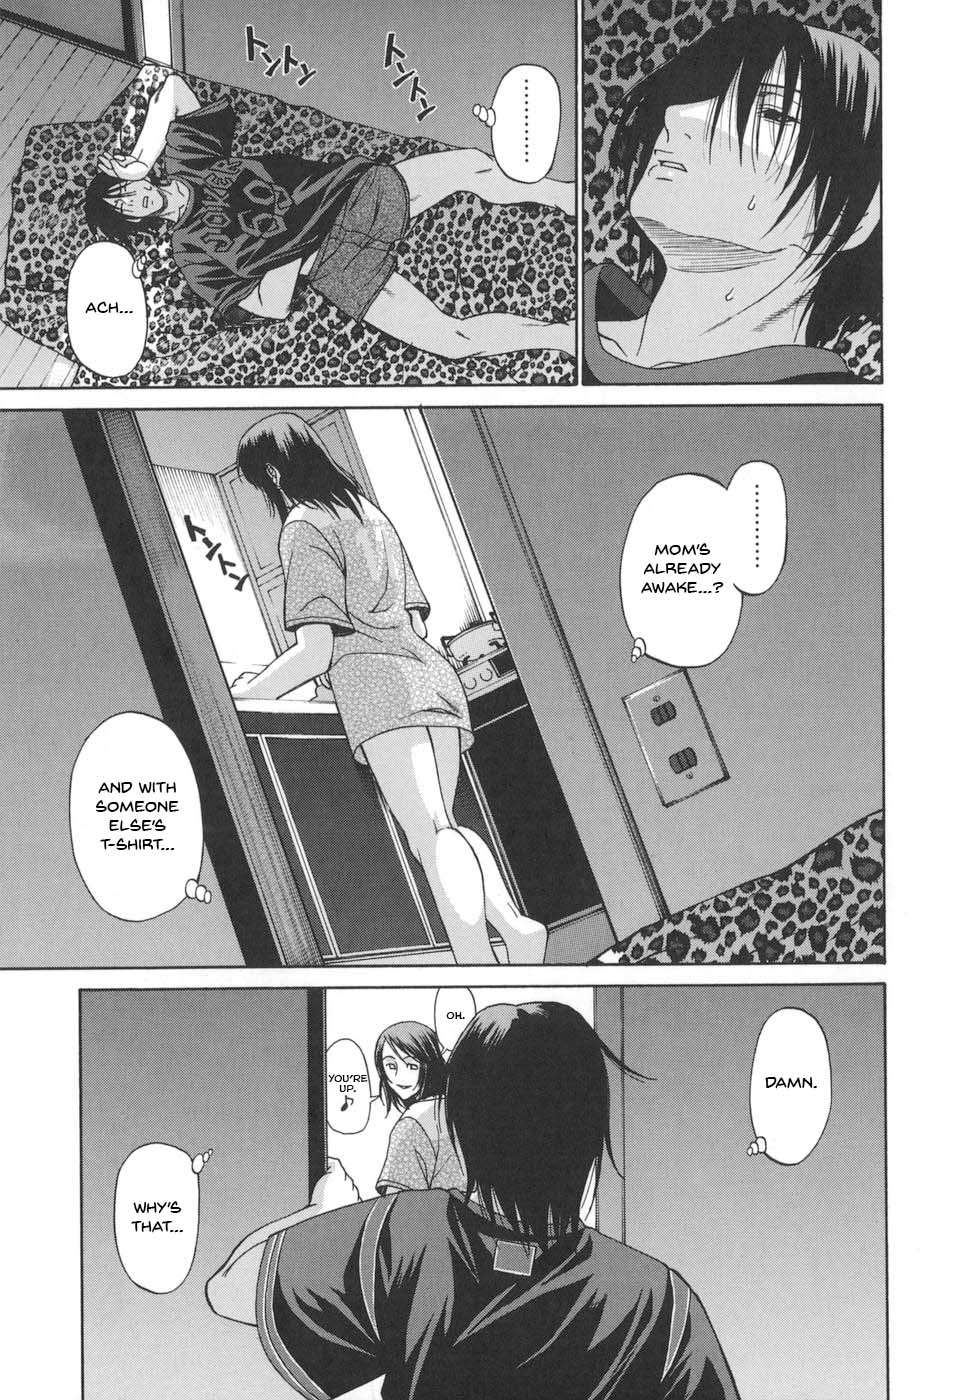 ………
トントン
トントン
ACH...
JOKER
………
MOM'S
ALREADY
AWAKE...?
トントン
AND WITH
SOMEONE
ELSE'S
T-SHIRT...
OH.
YOU'RE
UP.
♪
DAMN.
WHY'S
THAT...